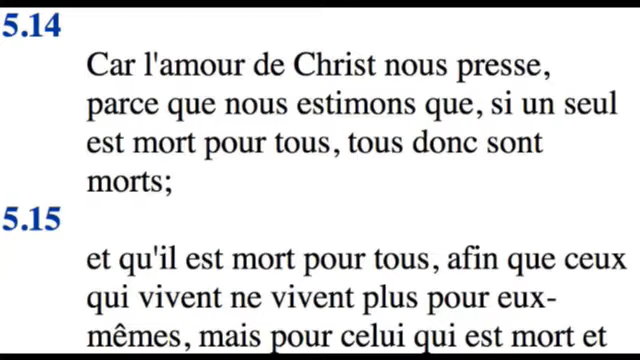 5.14
Car l'amour de Christ nous presse,
parce que nous estimons que, si un seul
est mort pour tous, tous donc sont
morts;
5.15
et qu'il est mort pour tous, afin que ceux
qui vivent ne vivent plus pour eux-
mêmes, mais pour celui qui est mort et